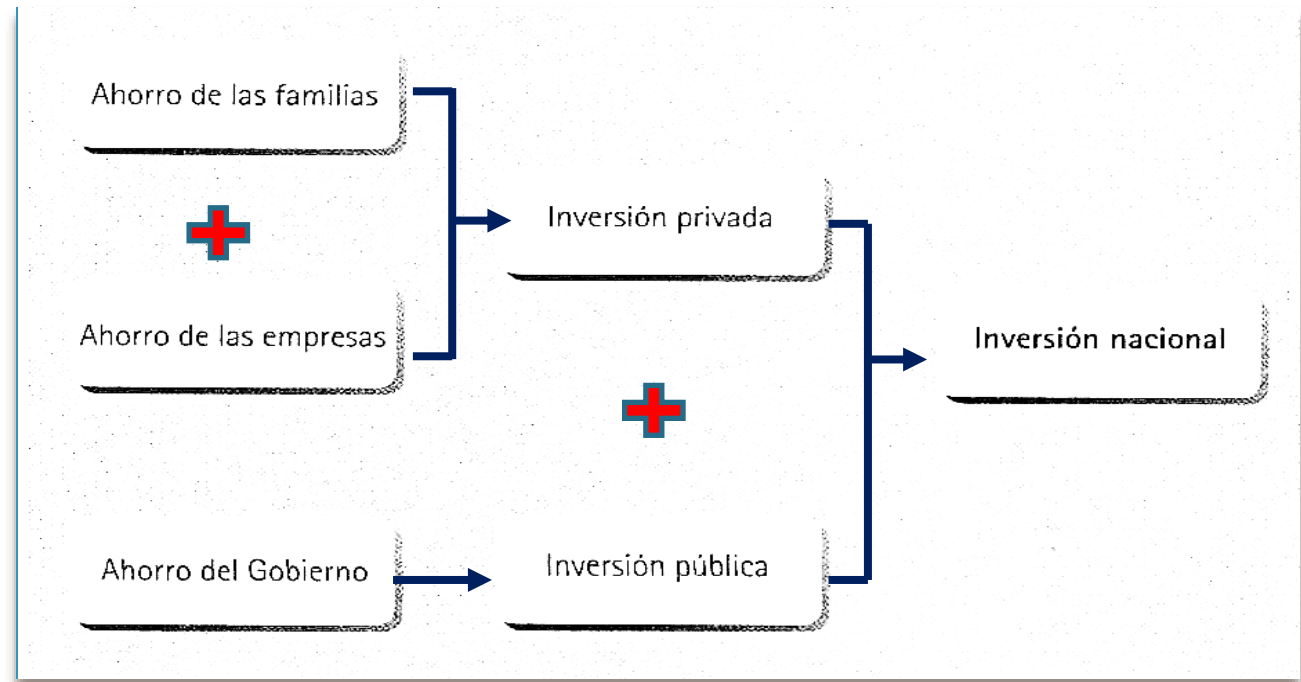 Ahorro de las familias
Ahorro de las empresas
Inversión privada
Ahorro del Gobierno
Inversión pública
Inversión nacional